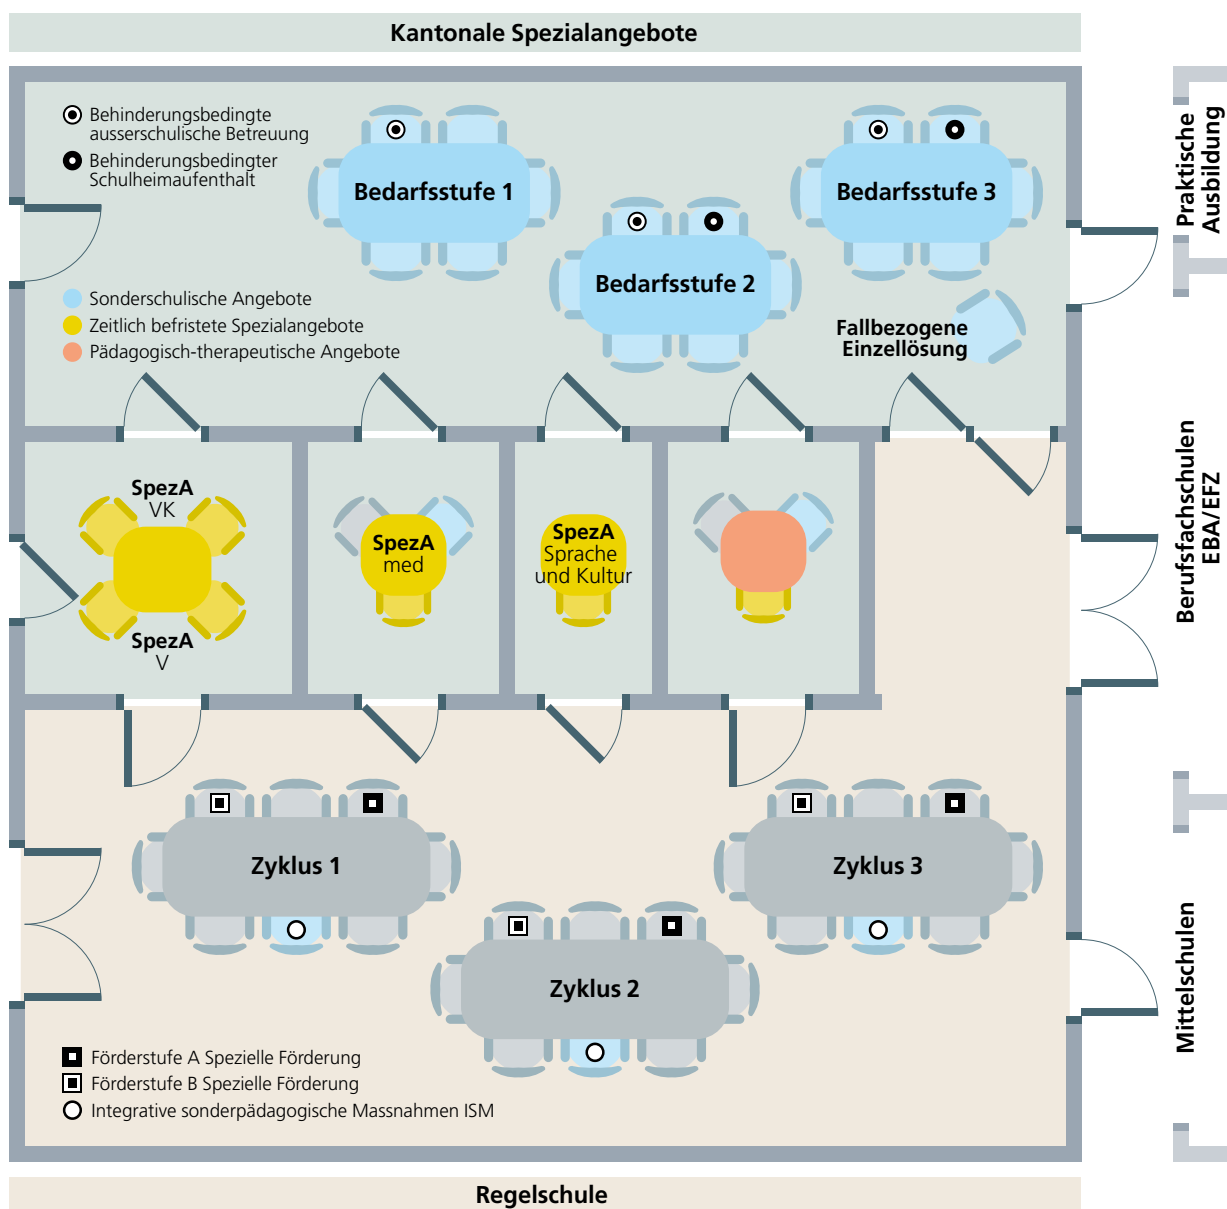 Kantonale Spezialangebote
Behinderungsbedingte
ausserschulische Betreuung
Behinderungsbedingter
Schulheimaufenthalt
Bedarfsstufe 1
Bedarfsstufe 2
Bedarfsstufe 3
Praktische
Ausbildung
Sonderschulische Angebote
Zeitlich befristete Spezialangebote
Pädagogisch-therapeutische Angebote
Fallbezogene
Einzellösung
SpezA
VK
SpezA
V
SpezA
med
SpezA
Sprache
und Kultur
Berufsfachschulen
EBA/EFZ
Zyklus 1
Zyklus 2
Zyklus 3
Mittelschulen
Förderstufe A Spezielle Förderung
Förderstufe B Spezielle Förderung
Integrative sonderpädagogische Massnahmen ISM
Regelschule